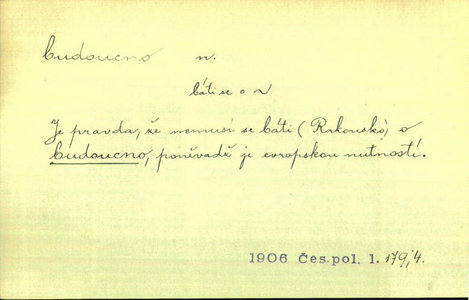 budoucno n.
báti se o ~
Je pravda, že nemusí se báti (Rakousko) o
budoucno, poněvadž je evropskou nutností.
1906 Čes. pol. 1. 179,4.